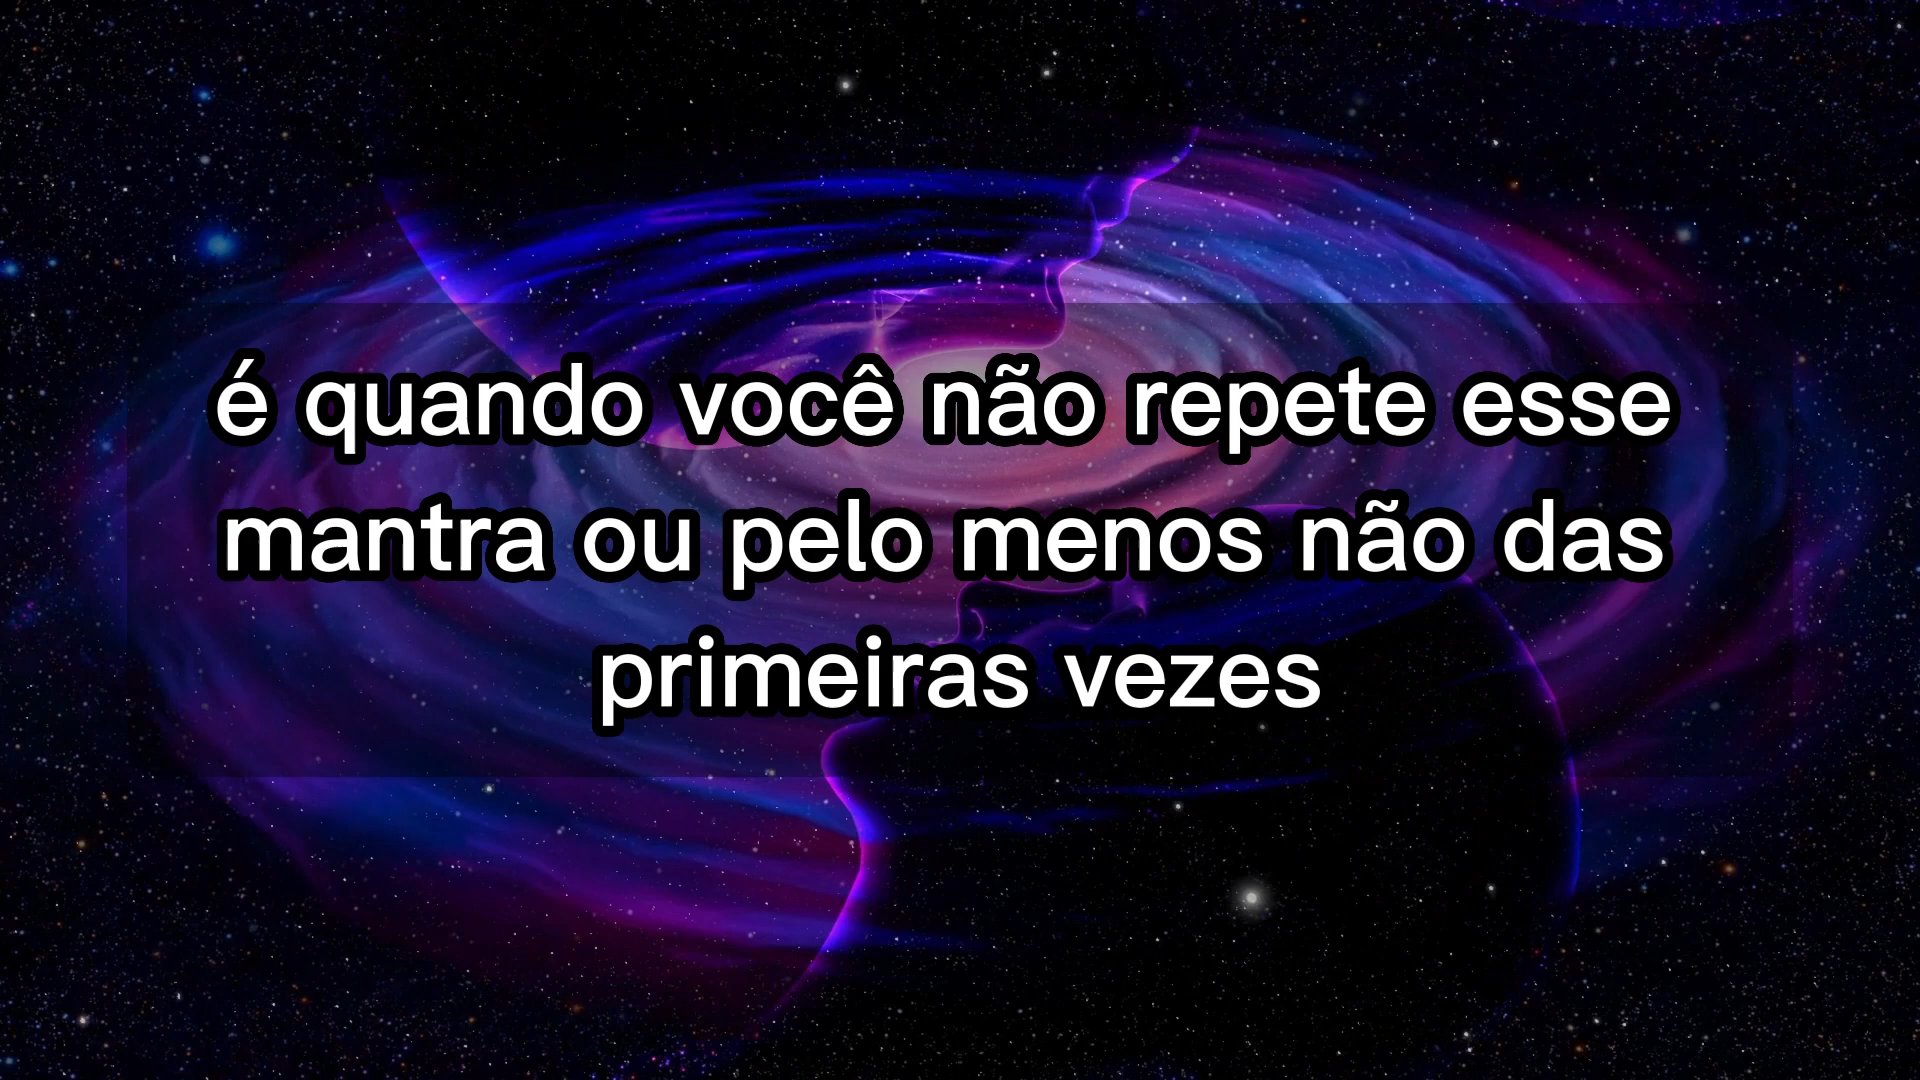 é quando você não repete esse
mantra ou pelo menos não das
primeiras vezes